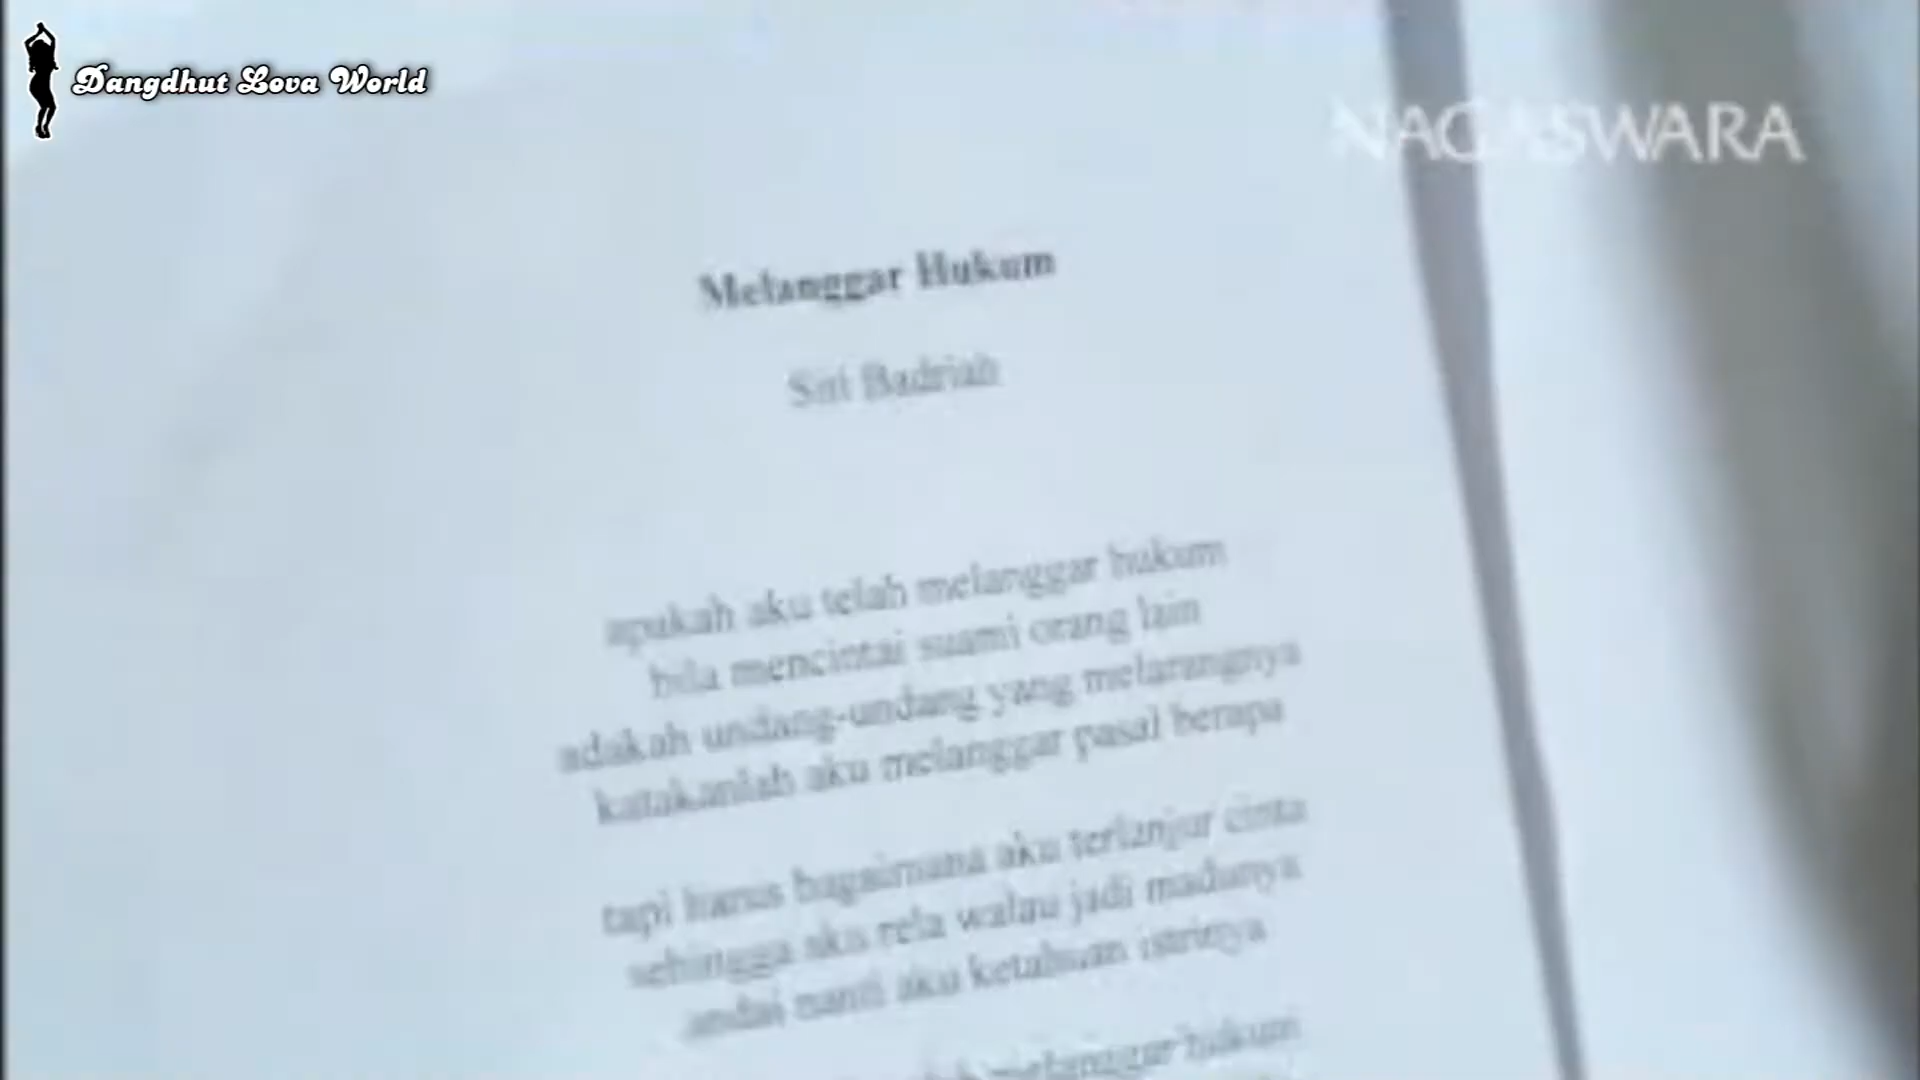 Dangdhut Lova World
NAGASWARA
Melanggar Hukum
Siti Badriah
apakah aku telah melanggar hukum
bila mencintai suami orang lain
adakah undang-undang yang melarangnya
katakanlah aku melanggar pasal berapa
tapi harus bagaimana aku terlanjur cinta
sehingga aku rela walau jadi madunya
andai nanti aku ketahuan istrinya
melanggar hukum